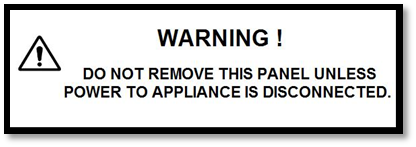 WARNING !
DO NOT REMOVE THIS PANEL UNLESS
POWER TO APPLIANCE IS DISCONNECTED.